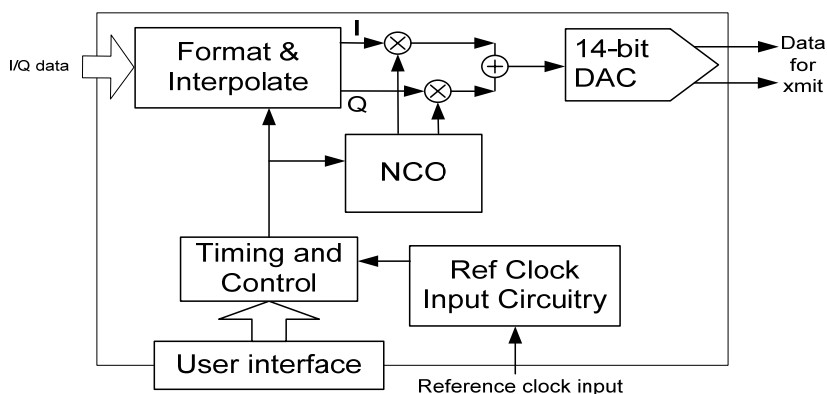 I/Q data
Format &
Interpolate
I
Q
NCO
14-bit
DAC
Data
for
xmit
Timing and
Control
Ref Clock
Input Circuitry
User interface
Reference clock input